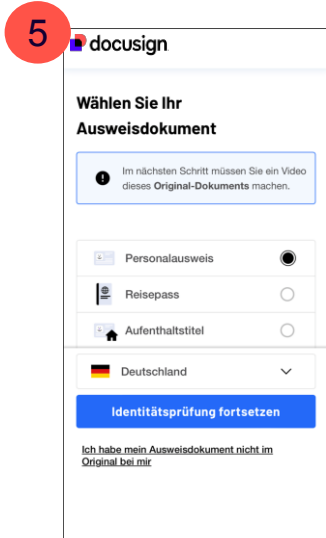 5
docusign
Wählen Sie Ihr
Ausweisdokument
Im nächsten Schritt müssen Sie ein Video
dieses Original-Dokuments machen.
Personalausweis
Reisepass
Aufenthaltstitel
Deutschland
Identitätsprüfung fortsetzen
Ich habe mein Ausweisdokument nicht im
Original bei mir